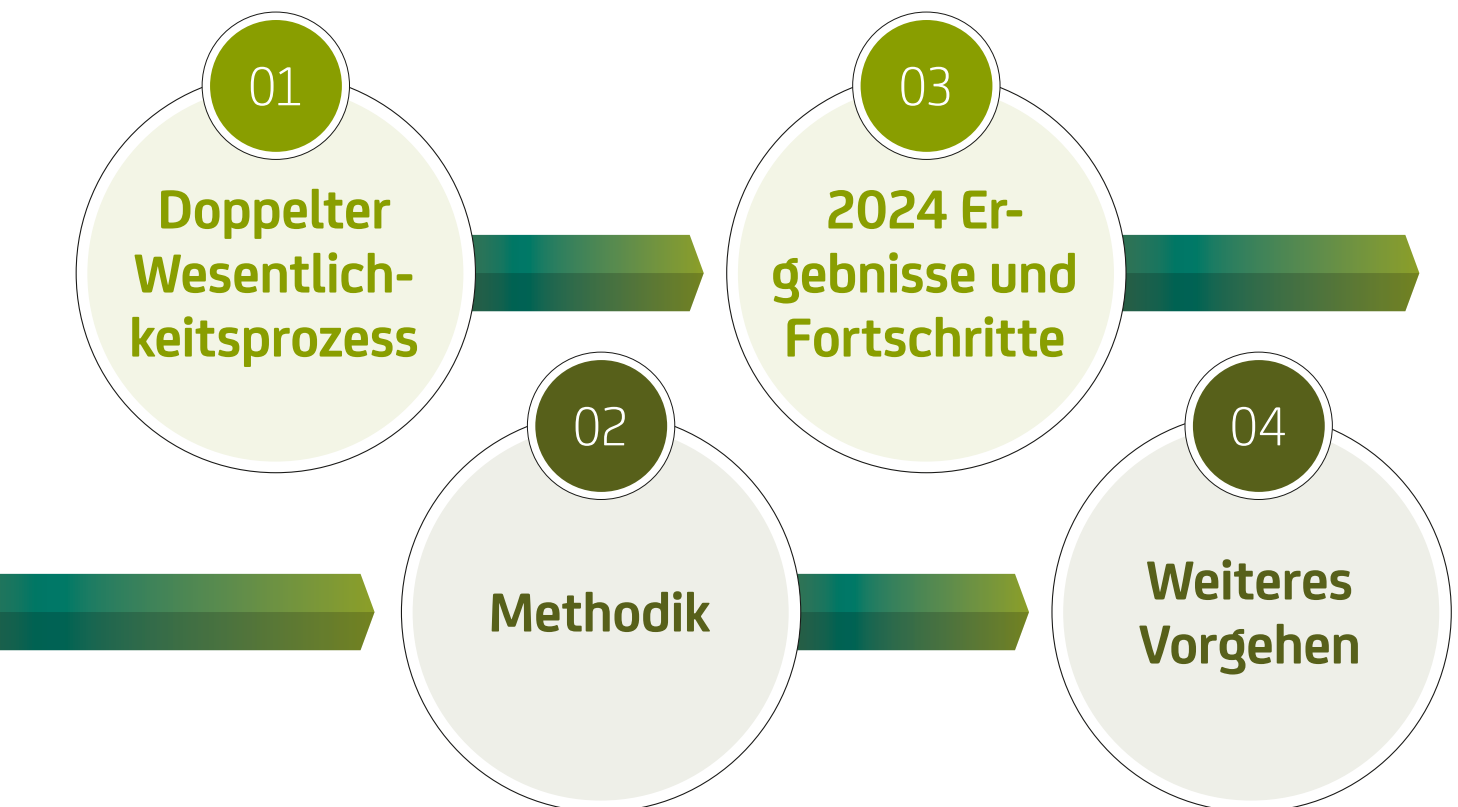 01
Doppelter
Wesentlich-
keitsprozess
02
Methodik
03
2024 Er-
gebnisse und
Fortschritte
04
Weiteres
Vorgehen